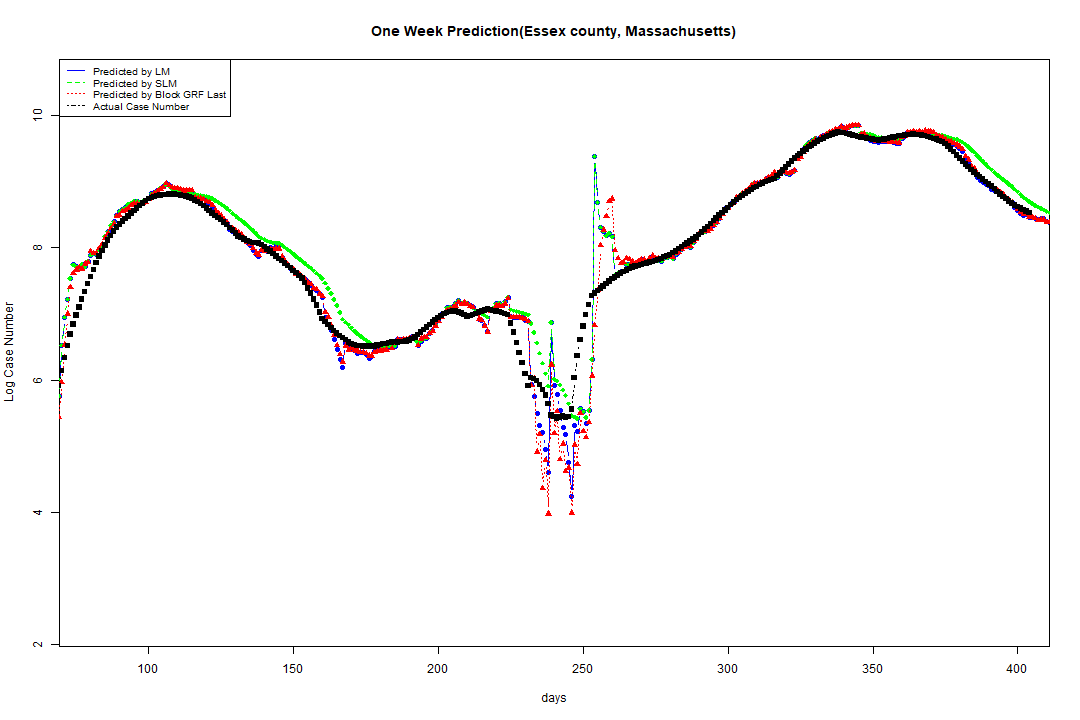 One Week Prediction(Essex county, Massachusetts)
Predicted by LM
Predicted by SLM
Predicted by Block GRF Last
Actual Case Number
10
8
6
4
2
Log Case Number
100 150 200 250 300 350 400
days